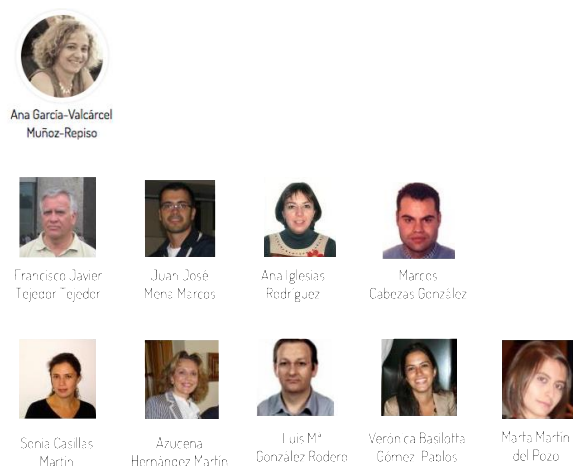 Ana García-Valcárcel
Muñoz-Repiso
Francisco Javier
Tejedor Tejedor
Juan José
Mena Marcos
Ana Iglesias
Rodríguez
Marcos
Cabezas González
Sonia Casillas
Martín
Azucena
Hernández Martín
Luis Mª
González Rodero
Verónica Basilotta
Gómez-Pablos
Marta Martín
del Pozo